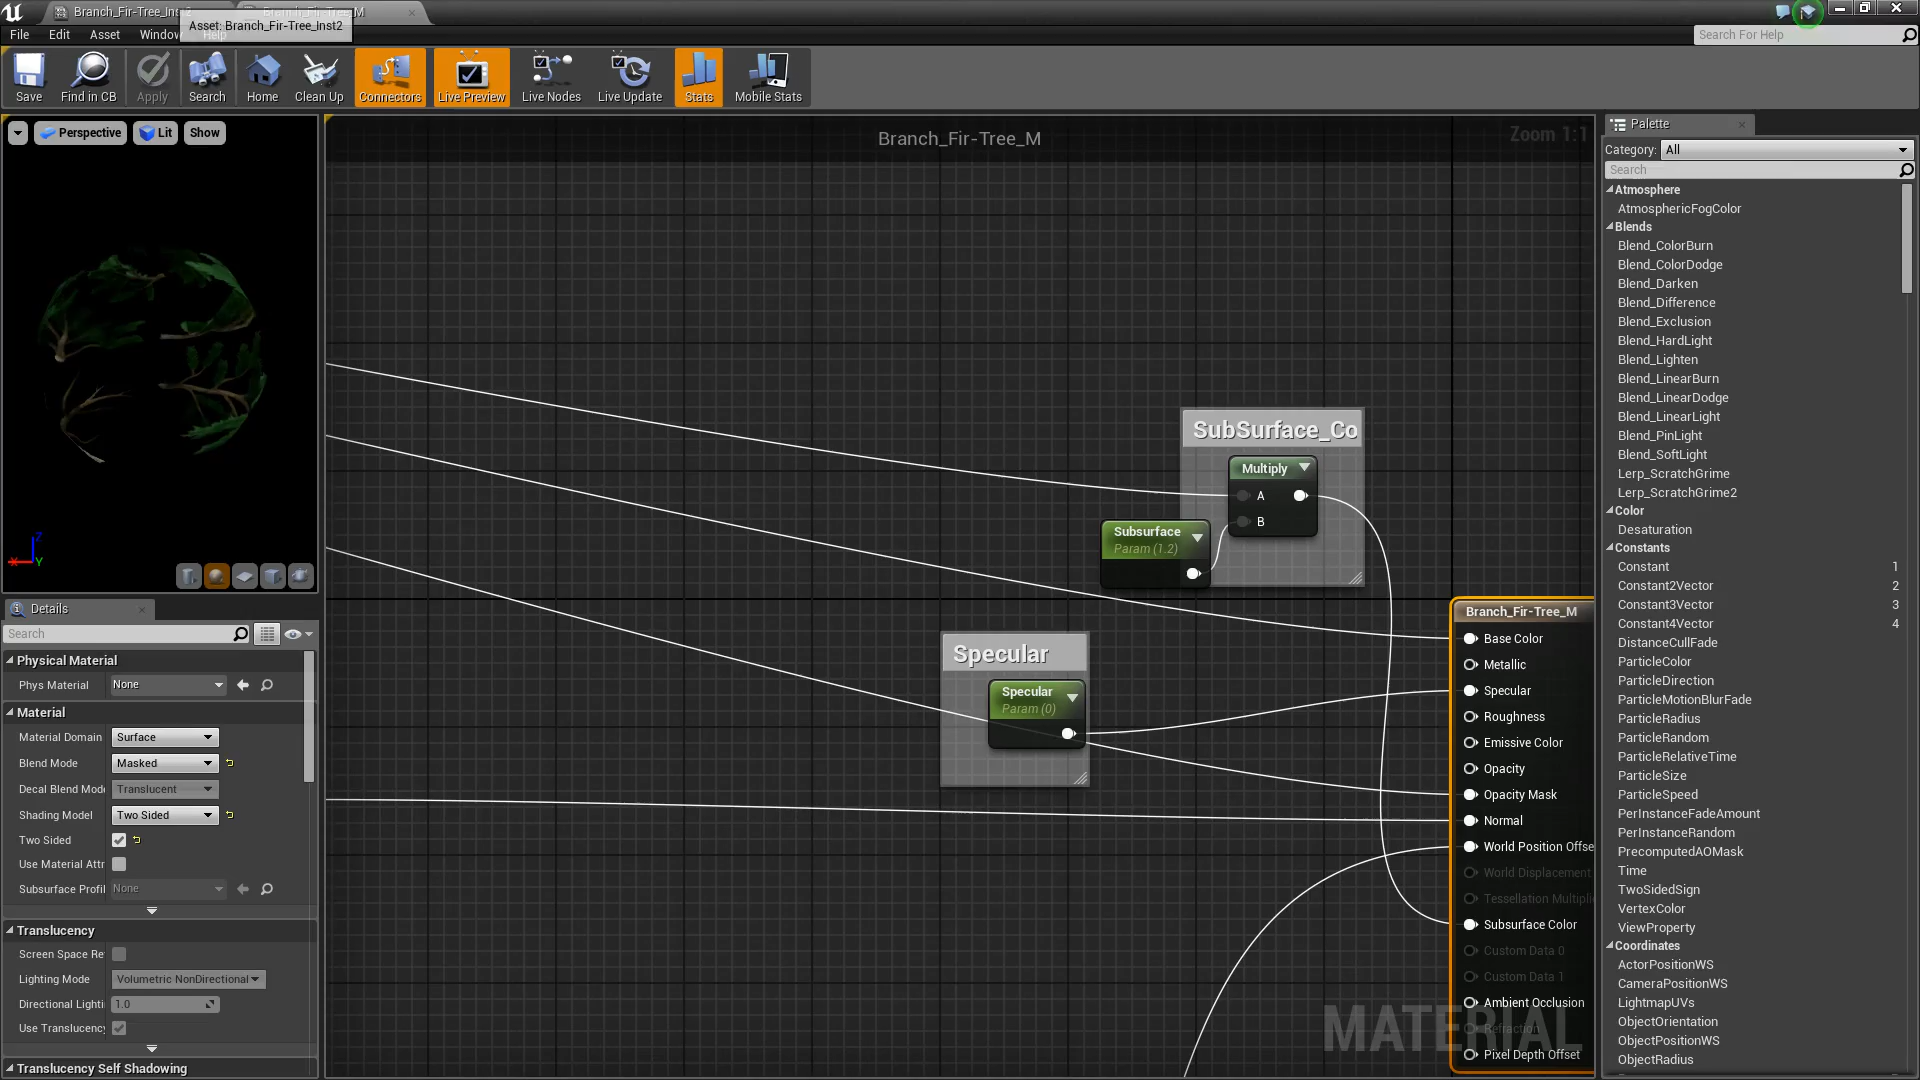 Branch_Fir-Tree_Inst2
Branch_Fir-Tree_M
Asset: Branch_Fir-Tree_Inst2
File
Edit
Asset
Window
Help
Search For Help
Save
Find in CB
Apply
Search
Home
Clean Up
Connectors
Live Preview
Live Nodes
Live Update
Stats
Mobile Stats
Perspective
Lit
Show
Z
X
Y
Branch_Fir-Tree_M
Zoom 1:1
SubSurface_Co
Multiply
A
B
Subsurface
Param (1.2)
Specular
Specular
Param (0)
Branch_Fir-Tree_M
Base Color
Metallic
Specular
Roughness
Emissive Color
Opacity
Opacity Mask
Normal
World Position Offse
World Displacement
Tessellation Multipli
Subsurface Color
Custom Data 0
Custom Data 1
Ambient Occlusion
Refraction
Pixel Depth Offset
MATERIAL
Details
Search
Physical Material
Phys Material None
Material
Material Domain Surface
Blend Mode Masked
Decal Blend Mode Translucent
Shading Model Two Sided
Two Sided
Use Material Attr
Subsurface Profil None
Translucency
Screen Space Re
Lighting Mode Volumetric NonDirectional
Directional Lighti 1.0
Use Translucency
Translucency Self Shadowing
Palette
Category: All
Search
Atmosphere
AtmosphericFogColor
Blends
Blend_ColorBurn
Blend_ColorDodge
Blend_Darken
Blend_Difference
Blend_Exclusion
Blend_HardLight
Blend_Lighten
Blend_LinearBurn
Blend_LinearDodge
Blend_LinearLight
Blend_PinLight
Blend_SoftLight
Lerp_ScratchGrime
Lerp_ScratchGrime2
Color
Desaturation
Constants
Constant 1
Constant2Vector 2
Constant3Vector 3
Constant4Vector 4
DistanceCullFade
ParticleColor
ParticleDirection
ParticleMotionBlurFade
ParticleRadius
ParticleRandom
ParticleRelativeTime
ParticleSize
ParticleSpeed
PerInstanceFadeAmount
PerInstanceRandom
PrecomputedAOMask
Time
TwoSidedSign
VertexColor
ViewProperty
Coordinates
ActorPositionWS
CameraPositionWS
LightmapUVs
ObjectOrientation
ObjectPositionWS
ObjectRadius